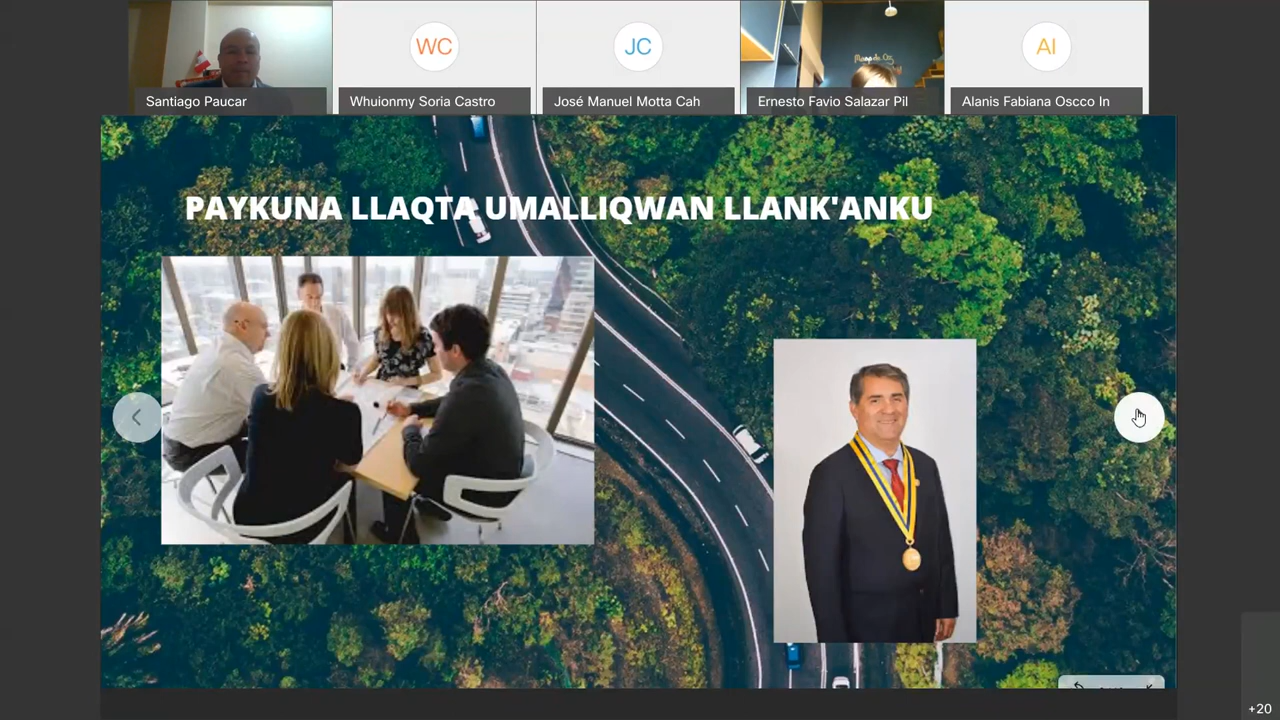 WC
JC
AI
Santiago Paucar
Whuionmy Soria Castro
José Manuel Motta Cah
Ernesto Favio Salazar Pil
Alanis Fabiana Oscco In
PAYKUNA LLAQTA UMALLIQWAN LLANK'ANKU
+20